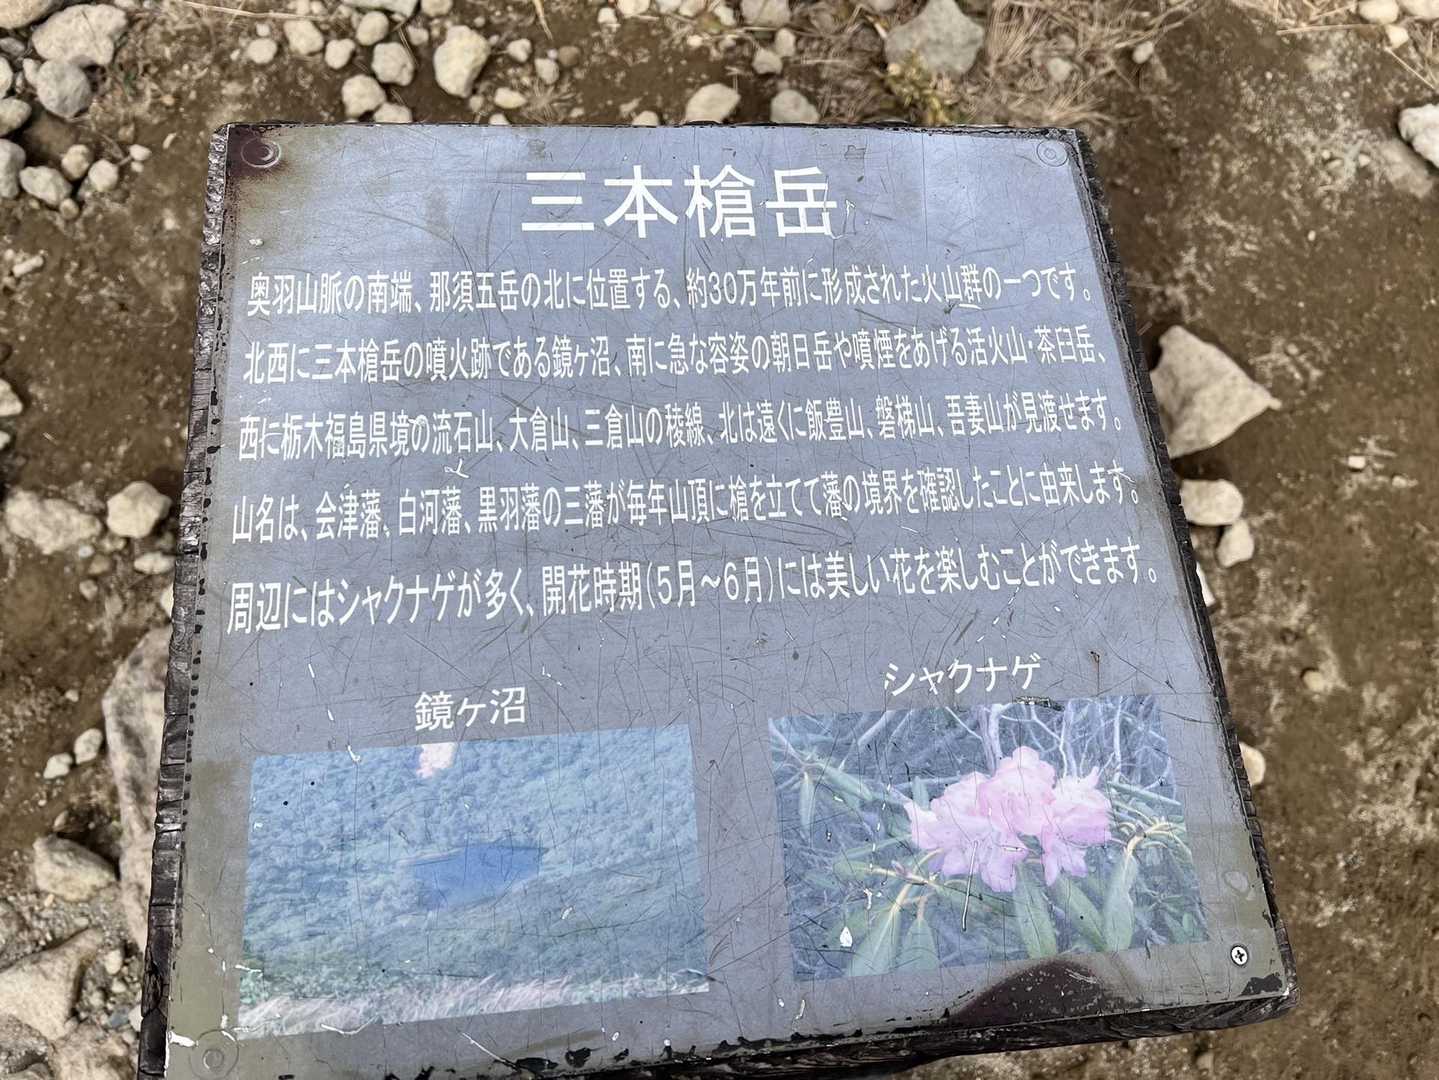 三本槍岳
奥羽山脈の南端、那須五岳の北に位置する、約30万年前に形成された火山群の一つです。
北西に三本槍岳の噴火跡である鏡ヶ沼、南に急な容姿の朝日岳や噴煙をあげる活火山・茶臼岳、
西に栃木福島県境の流石山、大倉山、三倉山の稜線、北は遠くに飯豊山、磐梯山、吾妻山が見渡せます。
山名は、会津藩、白河藩、黒羽藩の三藩が毎年山頂に槍を立てて藩の境界を確認したことに由来します。
周辺にはシャクナゲが多く、開花時期(5月～6月)には美しい花を楽しむことができます。
鏡ヶ沼
シャクナゲ